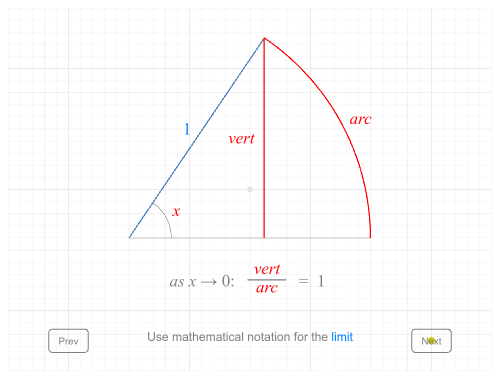 1
vert
arc
x
as x → 0: vert/arc = 1
Use mathematical notation for the limit
Prev
Next